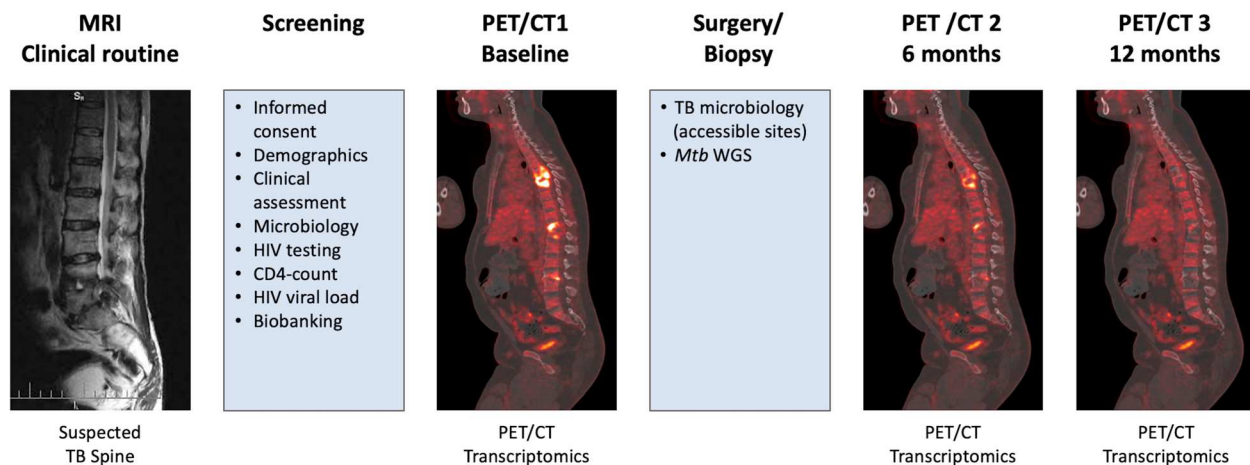 MRI
Clinical routine
Screening
PET/CT1
Baseline
Surgery/
Biopsy
PET /CT 2
6 months
PET/CT 3
12 months
• Informed
consent
• Demographics
• Clinical
assessment
• Microbiology
• HIV testing
• CD4-count
• HIV viral load
• Biobanking
• TB microbiology
(accessible sites)
• Mtb WGS
Suspected
TB Spine
PET/CT
Transcriptomics
PET/CT
Transcriptomics
PET/CT
Transcriptomics